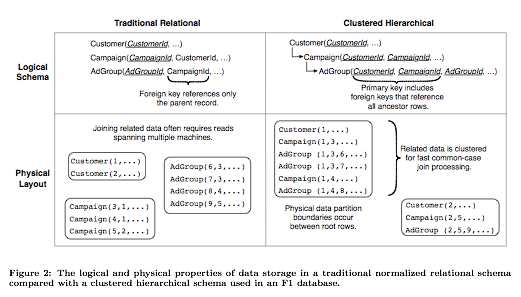 Traditional Relational
Clustered Hierarchical
Logical
Schema
Customer(CustomerId, ...)
Campaign(CampaignId, CustomerId, ...)
AdGroup(AdGroupId, CampaignId, ...)
Foreign key references only
the parent record.
Customer(CustomerId, ...)
Campaign(CustomerId, CampaignId, ...)
AdGroup(CustomerId, CampaignId, AdGroupId, ...)
Primary key includes
foreign keys that reference
all ancestor rows.
Physical
Layout
Joining related data often requires reads
spanning multiple machines.
Customer(1,...)
Customer(2,...)
AdGroup(6,3,...)
AdGroup(7,3,...)
AdGroup(8,4,...)
AdGroup(9,5,...)
Campaign(3,1,...)
Campaign(4,1,...)
Campaign(5,2,...)
Customer(1,...)
Campaign(1,3,...)
AdGroup (1,3,6,...)
AdGroup (1,3,7,...)
Campaign(1,4,...)
AdGroup (1,4,8,...)
Related data is clustered
for fast common-case
join processing.
Physical data partition
boundaries occur
between root rows.
Customer(2,...)
Campaign(2,5,...)
AdGroup (2,5,9,...)
Figure 2: The logical and physical properties of data storage in a traditional normalized relational schema
compared with a clustered hierarchical schema used in an F1 database.